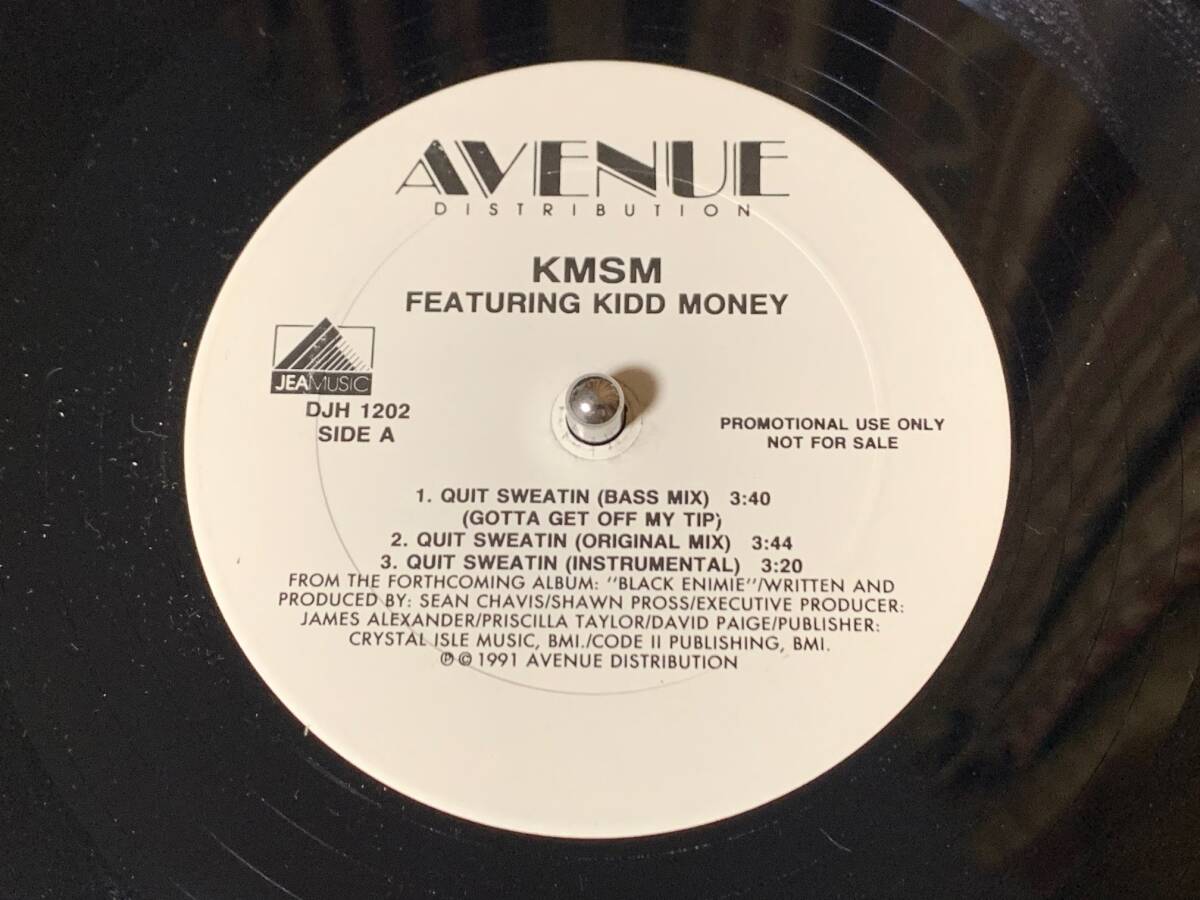 AVENUE
DISTRIBUTION
KMSM
FEATURING KIDD MONEY
JEAMUSIC
DJH 1202
SIDE A
PROMOTIONAL USE ONLY
NOT FOR SALE
1. QUIT SWEATIN (BASS MIX) 3:40
(GOTTA GET OFF MY TIP)
2. QUIT SWEATIN (ORIGINAL MIX) 3:44
3. QUIT SWEATIN (INSTRUMENTAL) 3:20
FROM THE FORTHCOMING ALBUM: "BLACK ENIMIE"/WRITTEN AND
PRODUCED BY: SEAN CHAVIS/SHAWN PROSS/EXECUTIVE PRODUCER:
JAMES ALEXANDER/PRISCILLA TAYLOR/DAVID PAIGE/PUBLISHER:
CRYSTAL ISLE MUSIC, BMI./CODE II PUBLISHING, BMI.
℗ © 1991 AVENUE DISTRIBUTION